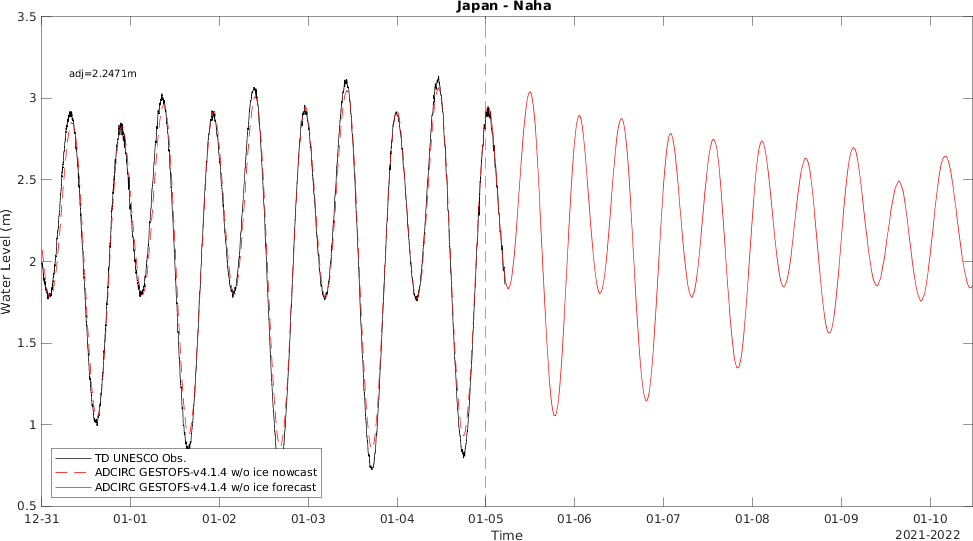 Japan - Naha
adj=2.2471m
3.5
3
2.5
2
1.5
1
0.5
Water Level (m)
TD UNESCO Obs.
ADCIRC GESTOFS-v4.1.4 w/o ice nowcast
ADCIRC GESTOFS-v4.1.4 w/o ice forecast
12-31 01-01 01-02 01-03 01-04 01-05 01-06 01-07 01-08 01-09 01-10
Time
2021-2022